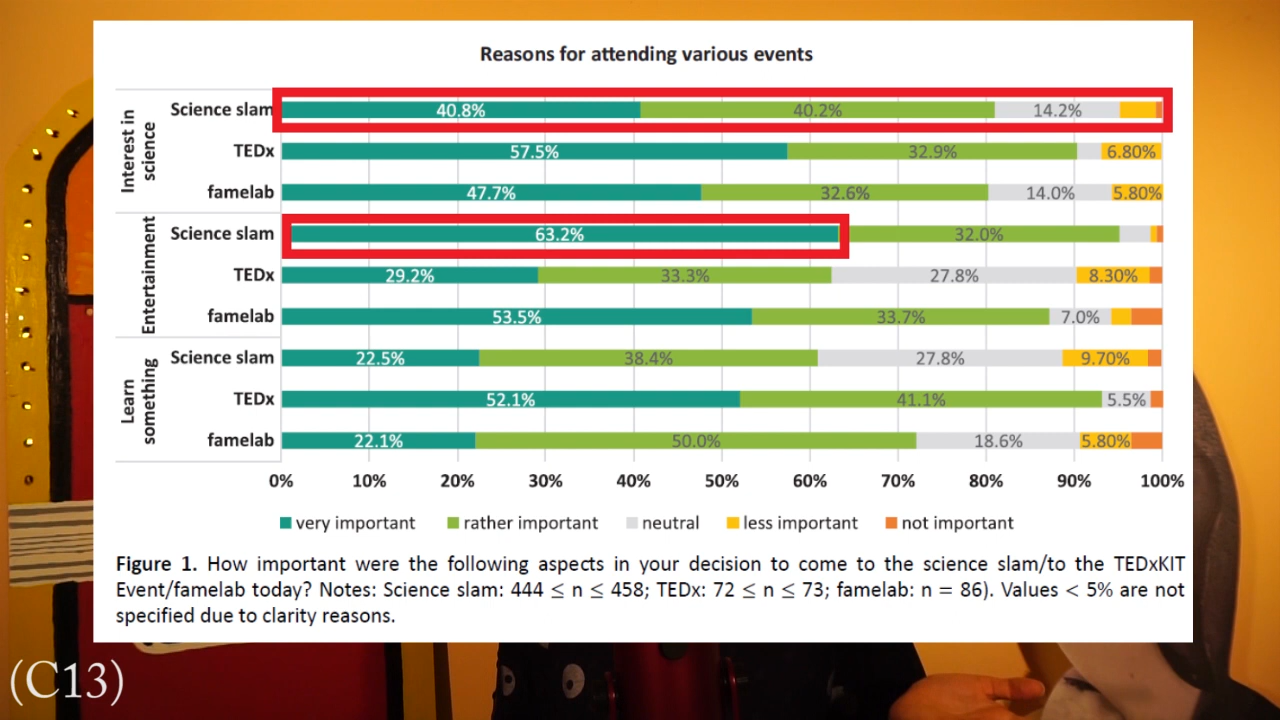 Reasons for attending various events
Interest in
science
Science slam 40.8% 40.2% 14.2%
TEDx 57.5% 32.9% 6.80%
famelab 47.7% 32.6% 14.0% 5.80%
Entertainment
Science slam 63.2% 32.0%
TEDx 29.2% 33.3% 27.8% 8.30%
famelab 53.5% 33.7% 7.0%
Learn
something
Science slam 22.5% 38.4% 27.8% 9.70%
TEDx 52.1% 41.1% 5.5%
famelab 22.1% 50.0% 18.6% 5.80%
0% 10% 20% 30% 40% 50% 60% 70% 80% 90% 100%
very important rather important neutral less important not important
Figure 1. How important were the following aspects in your decision to come to the science slam/to the TEDxKIT
Event/famelab today? Notes: Science slam: 444 ≤ n ≤ 458; TEDx: 72 ≤ n ≤ 73; famelab: n = 86). Values < 5% are not
specified due to clarity reasons.
(C13)